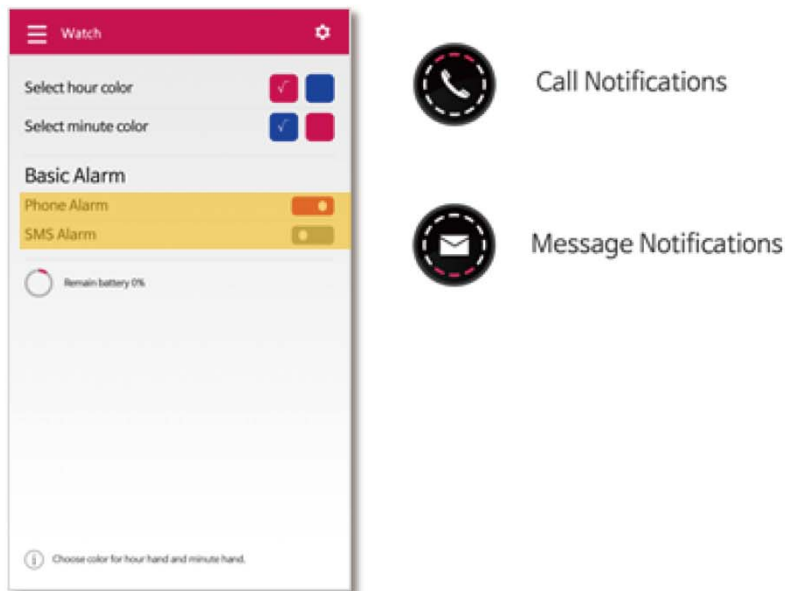 Watch
Select hour color
Select minute color
Basic Alarm
Phone Alarm
SMS Alarm
Remain battery 0%
Choose color for hour hand and minute hand.
Call Notifications
Message Notifications